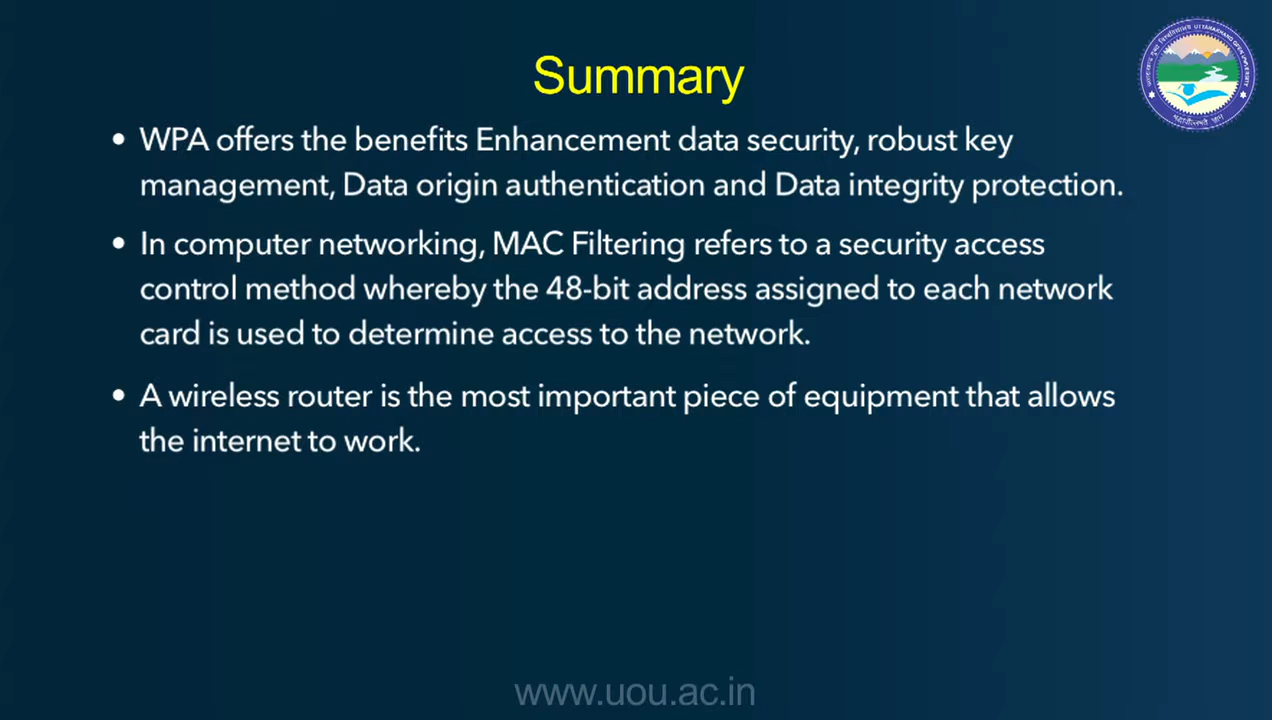 Summary
• WPA offers the benefits Enhancement data security, robust key
management, Data origin authentication and Data integrity protection.
• In computer networking, MAC Filtering refers to a security access
control method whereby the 48-bit address assigned to each network
card is used to determine access to the network.
• A wireless router is the most important piece of equipment that allows
the internet to work.
UTTARAKHAND OPEN UNIVERSITY
www.uou.ac.in